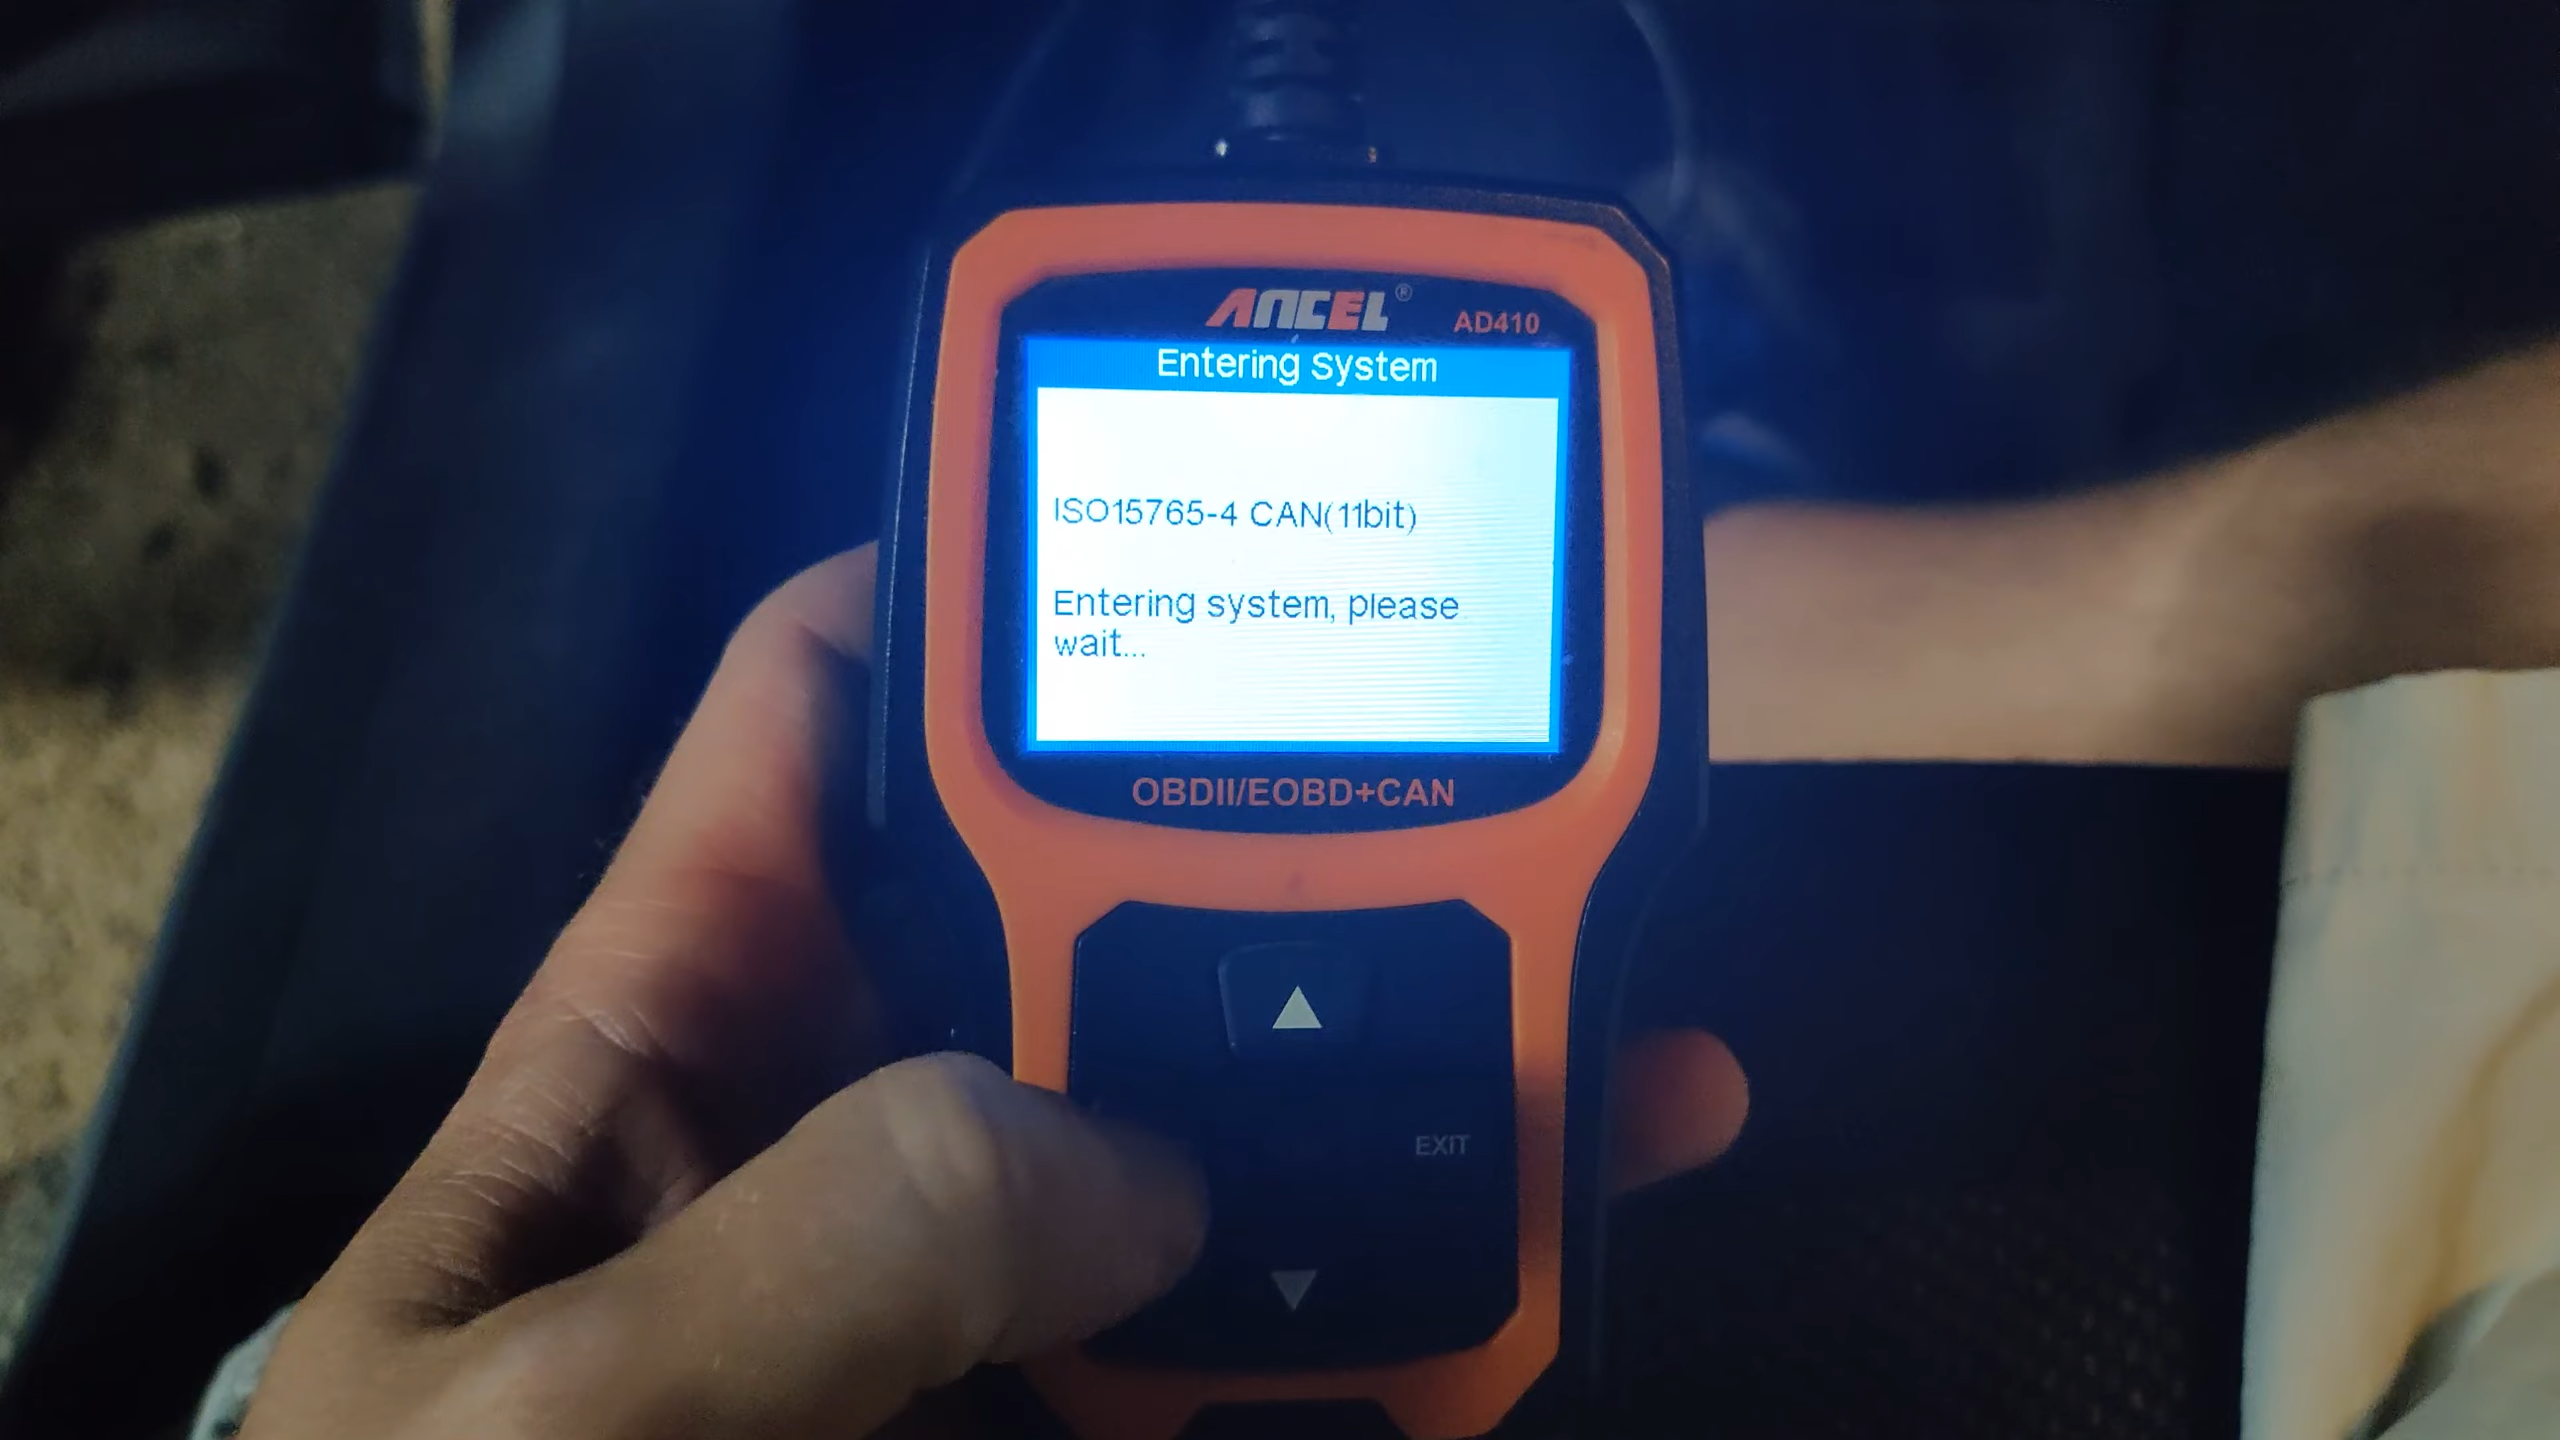 ANCEL® AD410
Entering System
ISO15765-4 CAN(11bit)
Entering system, please
wait...
OBDII/EOBD+CAN
EXIT